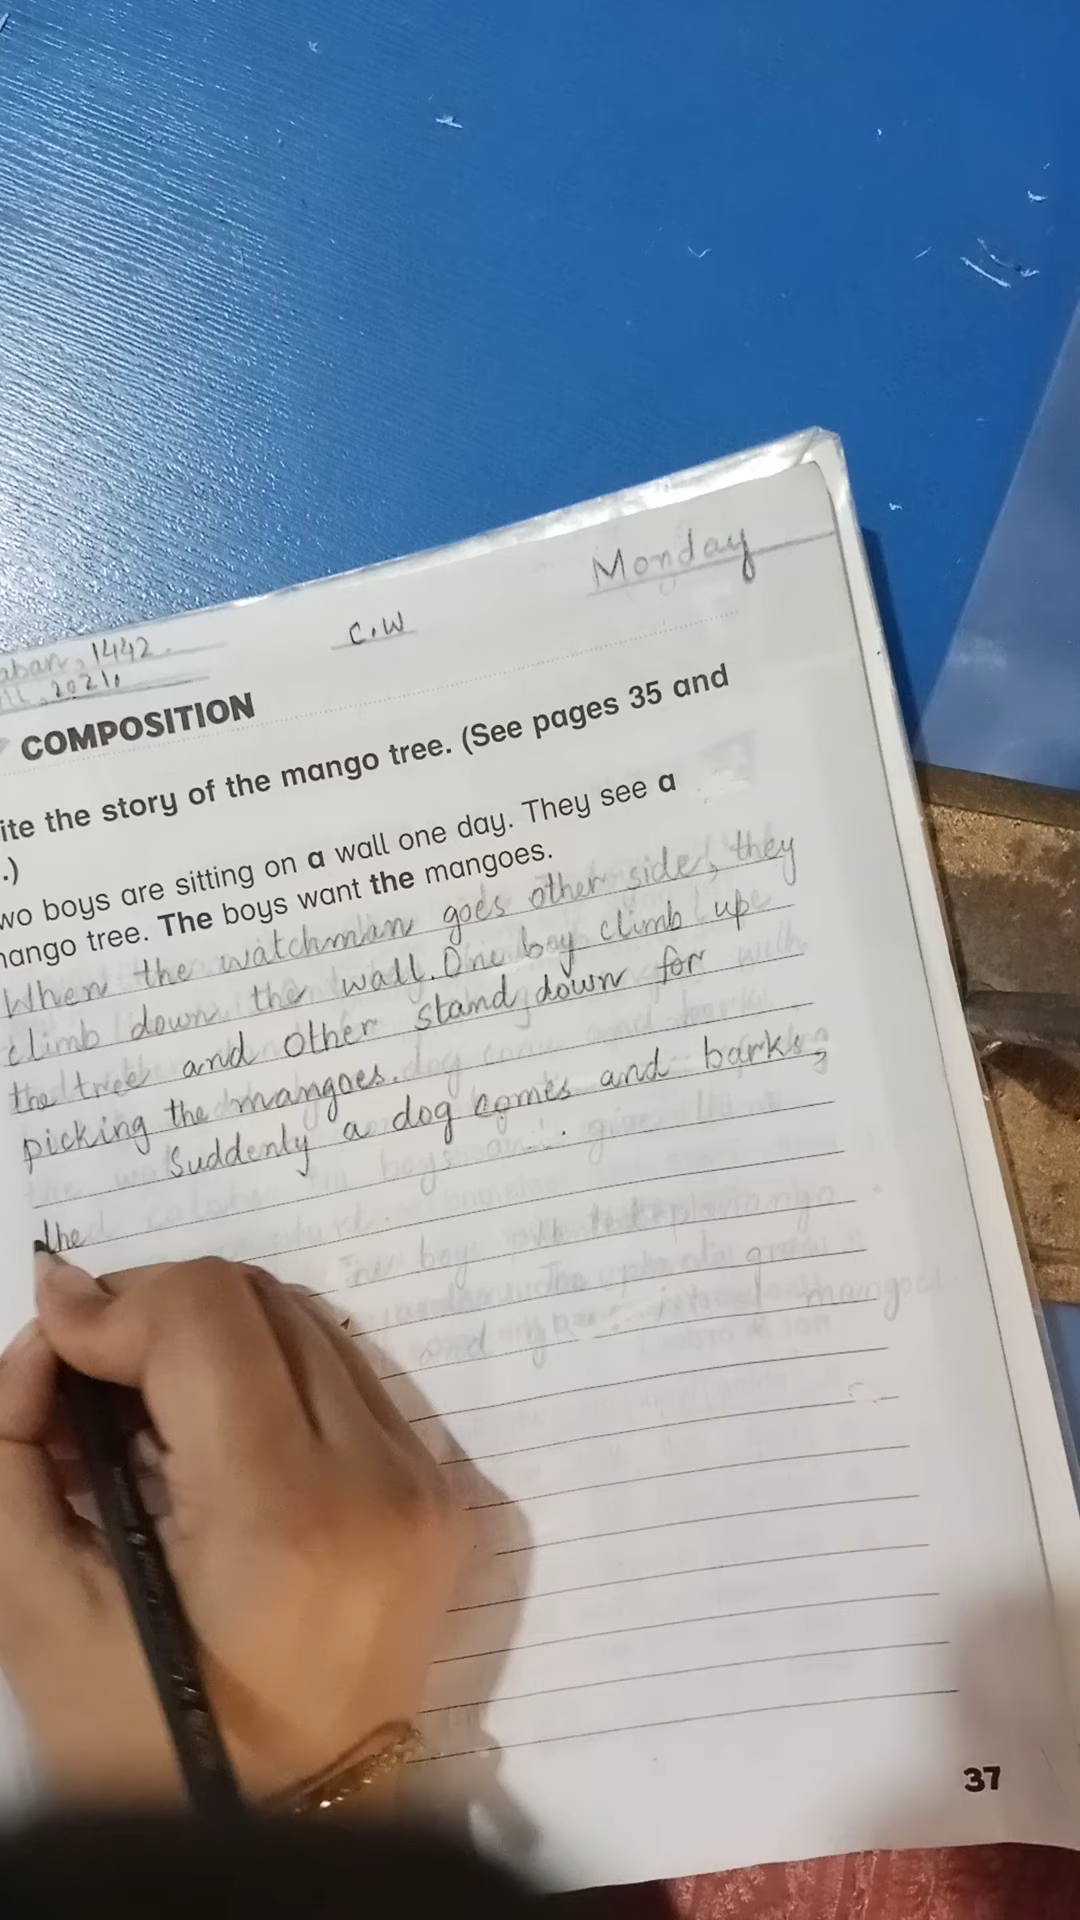 Monday
aban, 1442.
C.W
2021.
COMPOSITION
ite the story of the mango tree. (See pages 35 and
.)
wo boys are sitting on a wall one day. They see a
mango tree. The boys want the mangoes.
When the watchman goes other side, they
climb down the wall. One boy climb up
the tree and other stand down for
picking the mangoes.
Suddenly a dog comes and barks,
the
37